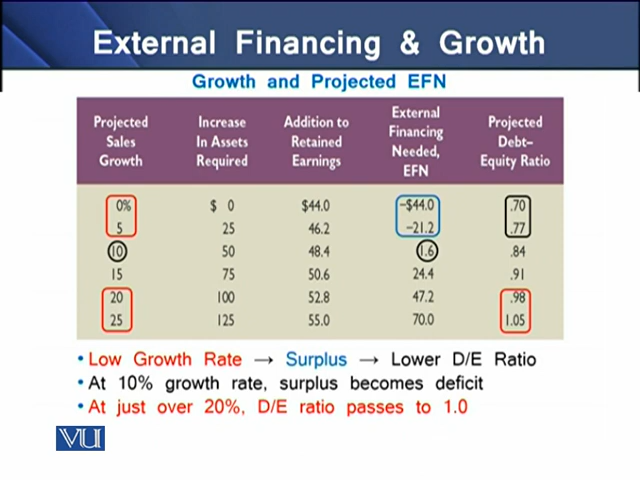 External Financing & Growth
Growth and Projected EFN
Projected Sales Growth
Increase In Assets Required
Addition to Retained Earnings
External Financing Needed, EFN
Projected Debt–Equity Ratio
0% $ 0 $44.0 –$44.0 .70
5 25 46.2 –21.2 .77
10 50 48.4 1.6 .84
15 75 50.6 24.4 .91
20 100 52.8 47.2 .98
25 125 55.0 70.0 1.05
• Low Growth Rate → Surplus → Lower D/E Ratio
• At 10% growth rate, surplus becomes deficit
• At just over 20%, D/E ratio passes to 1.0
VU